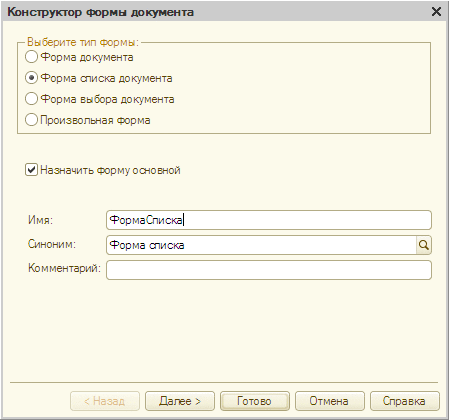 Конструктор формы документа
Выберите тип формы:
Форма документа
Форма списка документа
Форма выбора документа
Произвольная форма
Назначить форму основной
Имя: ФормаСписка
Синоним: Форма списка
Комментарий:
< Назад Далее > Готово Отмена Справка